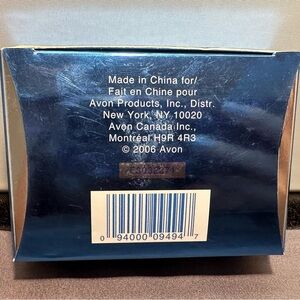 Made in China for/
Fait en Chine pour
Avon Products, Inc., Distr.
New York, NY 10020
Avon Canada Inc.,
Montréal H9R 4R3
© 2006 Avon
0 94000 09494 7